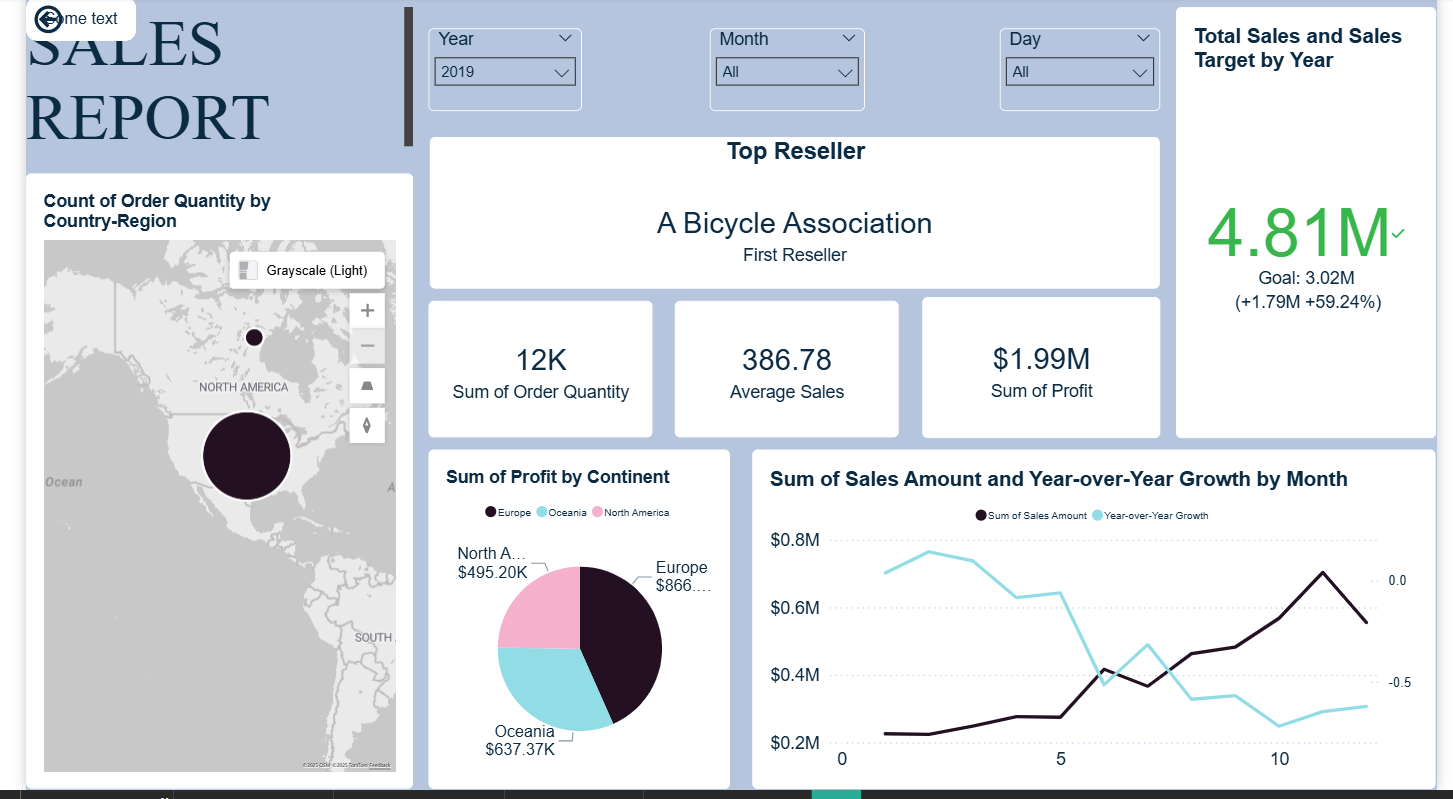 Some text
SALES
REPORT
Year
2019
Month
All
Day
All
Total Sales and Sales
Target by Year
4.81M
Goal: 3.02M
(+1.79M +59.24%)
Top Reseller
A Bicycle Association
First Reseller
Count of Order Quantity by
Country-Region
Grayscale (Light)
NORTH AMERICA
Ocean
A
SOUTH
©2025 OSM ©2025 TomTom Feedback
12K
Sum of Order Quantity
386.78
Average Sales
$1.99M
Sum of Profit
Sum of Profit by Continent
Europe Oceania North America
North A...
$495.20K
Europe
$866....
Oceania
$637.37K
Sum of Sales Amount and Year-over-Year Growth by Month
Sum of Sales Amount Year-over-Year Growth
$0.8M
$0.6M
$0.4M
$0.2M
0.0
-0.5
0 5 10